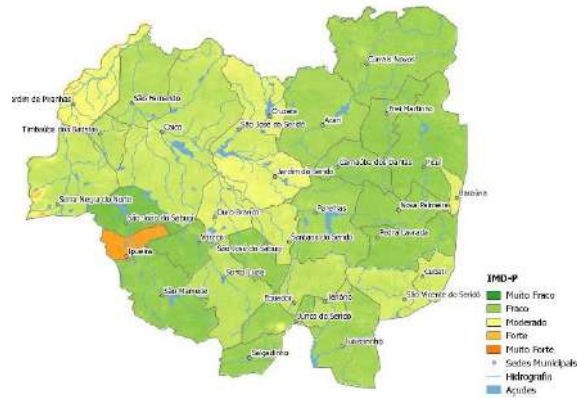 Currais Novos
Jardim de Piranhas
São Fernando
Cruzeta
Frei Martinho
Acari
Timbaúba dos Batistas
Caicó
São José do Seridó
Carnaúba dos Dantas
Picuí
Jardim do Seridó
Baraúna
Serra Negra do Norte
Ouro Branco
Parelhas
Nova Palmeira
São João do Sabugi
Várzea
Santana do Seridó
Pedra Lavrada
São José do Sabugi
Ipueira
Santa Luzia
Cubati
São Mamede
Equador
Tenório
São Vicente do Seridó
Junco do Seridó
Juazeirinho
Salgadinho
IMD-P
Muito Fraco
Fraco
Moderado
Forte
Muito Forte
Sedes Municipais
Hidrografia
Açudes